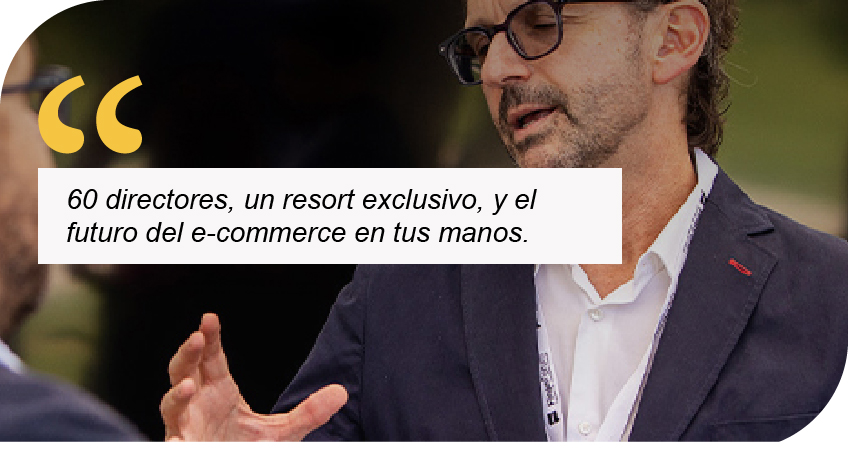 60 directores, un resort exclusivo, y el
futuro del e-commerce en tus manos.